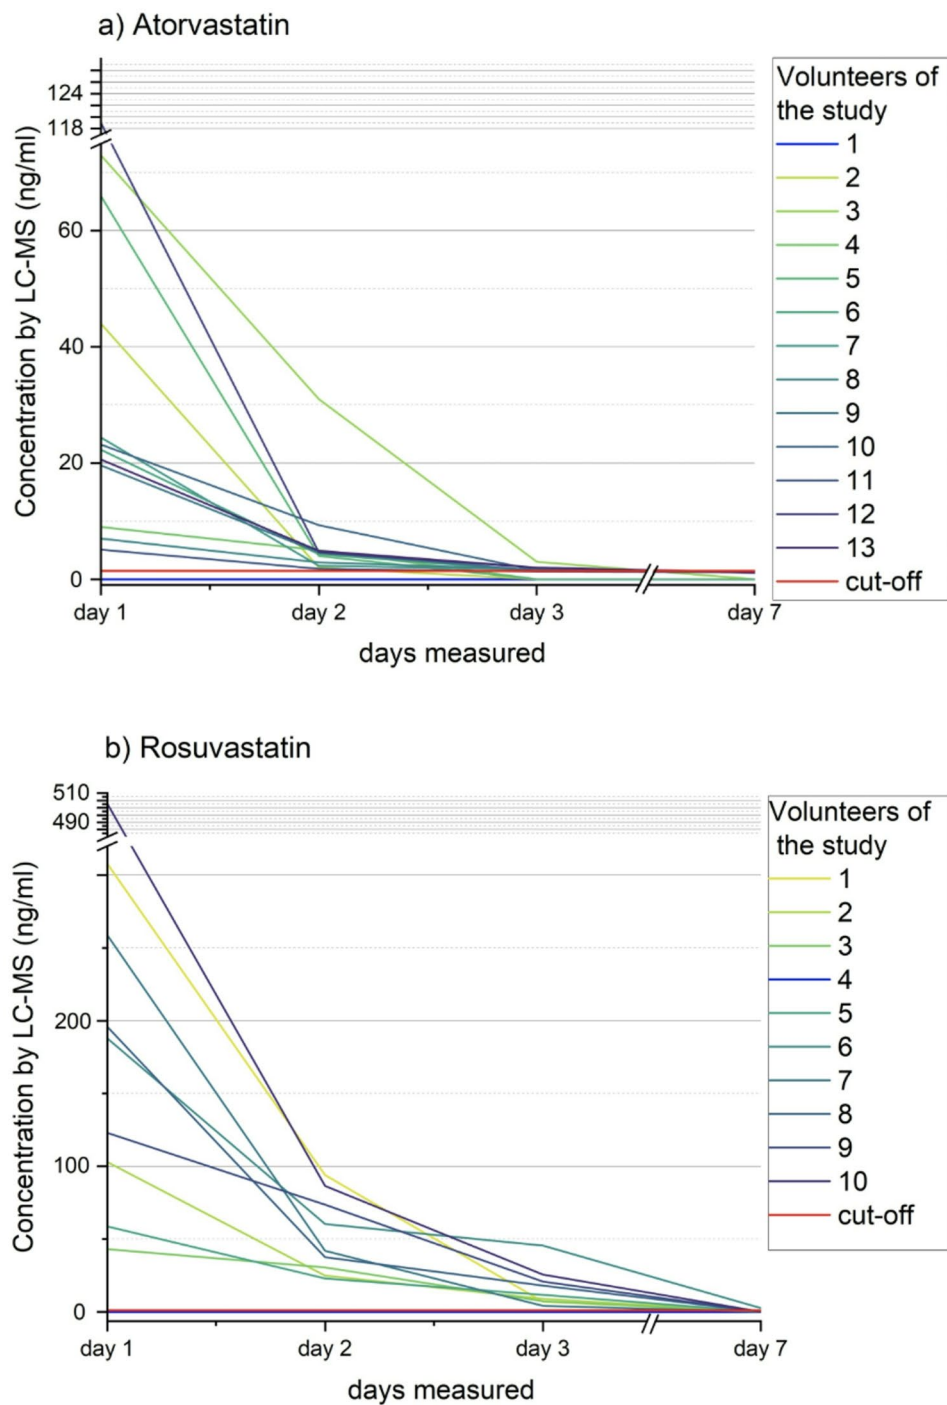 a) Atorvastatin
Concentration by LC-MS (ng/ml)
124
118
60
40
20
0
day 1
day 2
day 3
day 7
days measured
Volunteers of
the study
1
2
3
4
5
6
7
8
9
10
11
12
13
cut-off
b) Rosuvastatin
Concentration by LC-MS (ng/ml)
510
490
200
100
0
day 1
day 2
day 3
day 7
days measured
Volunteers of
the study
1
2
3
4
5
6
7
8
9
10
cut-off